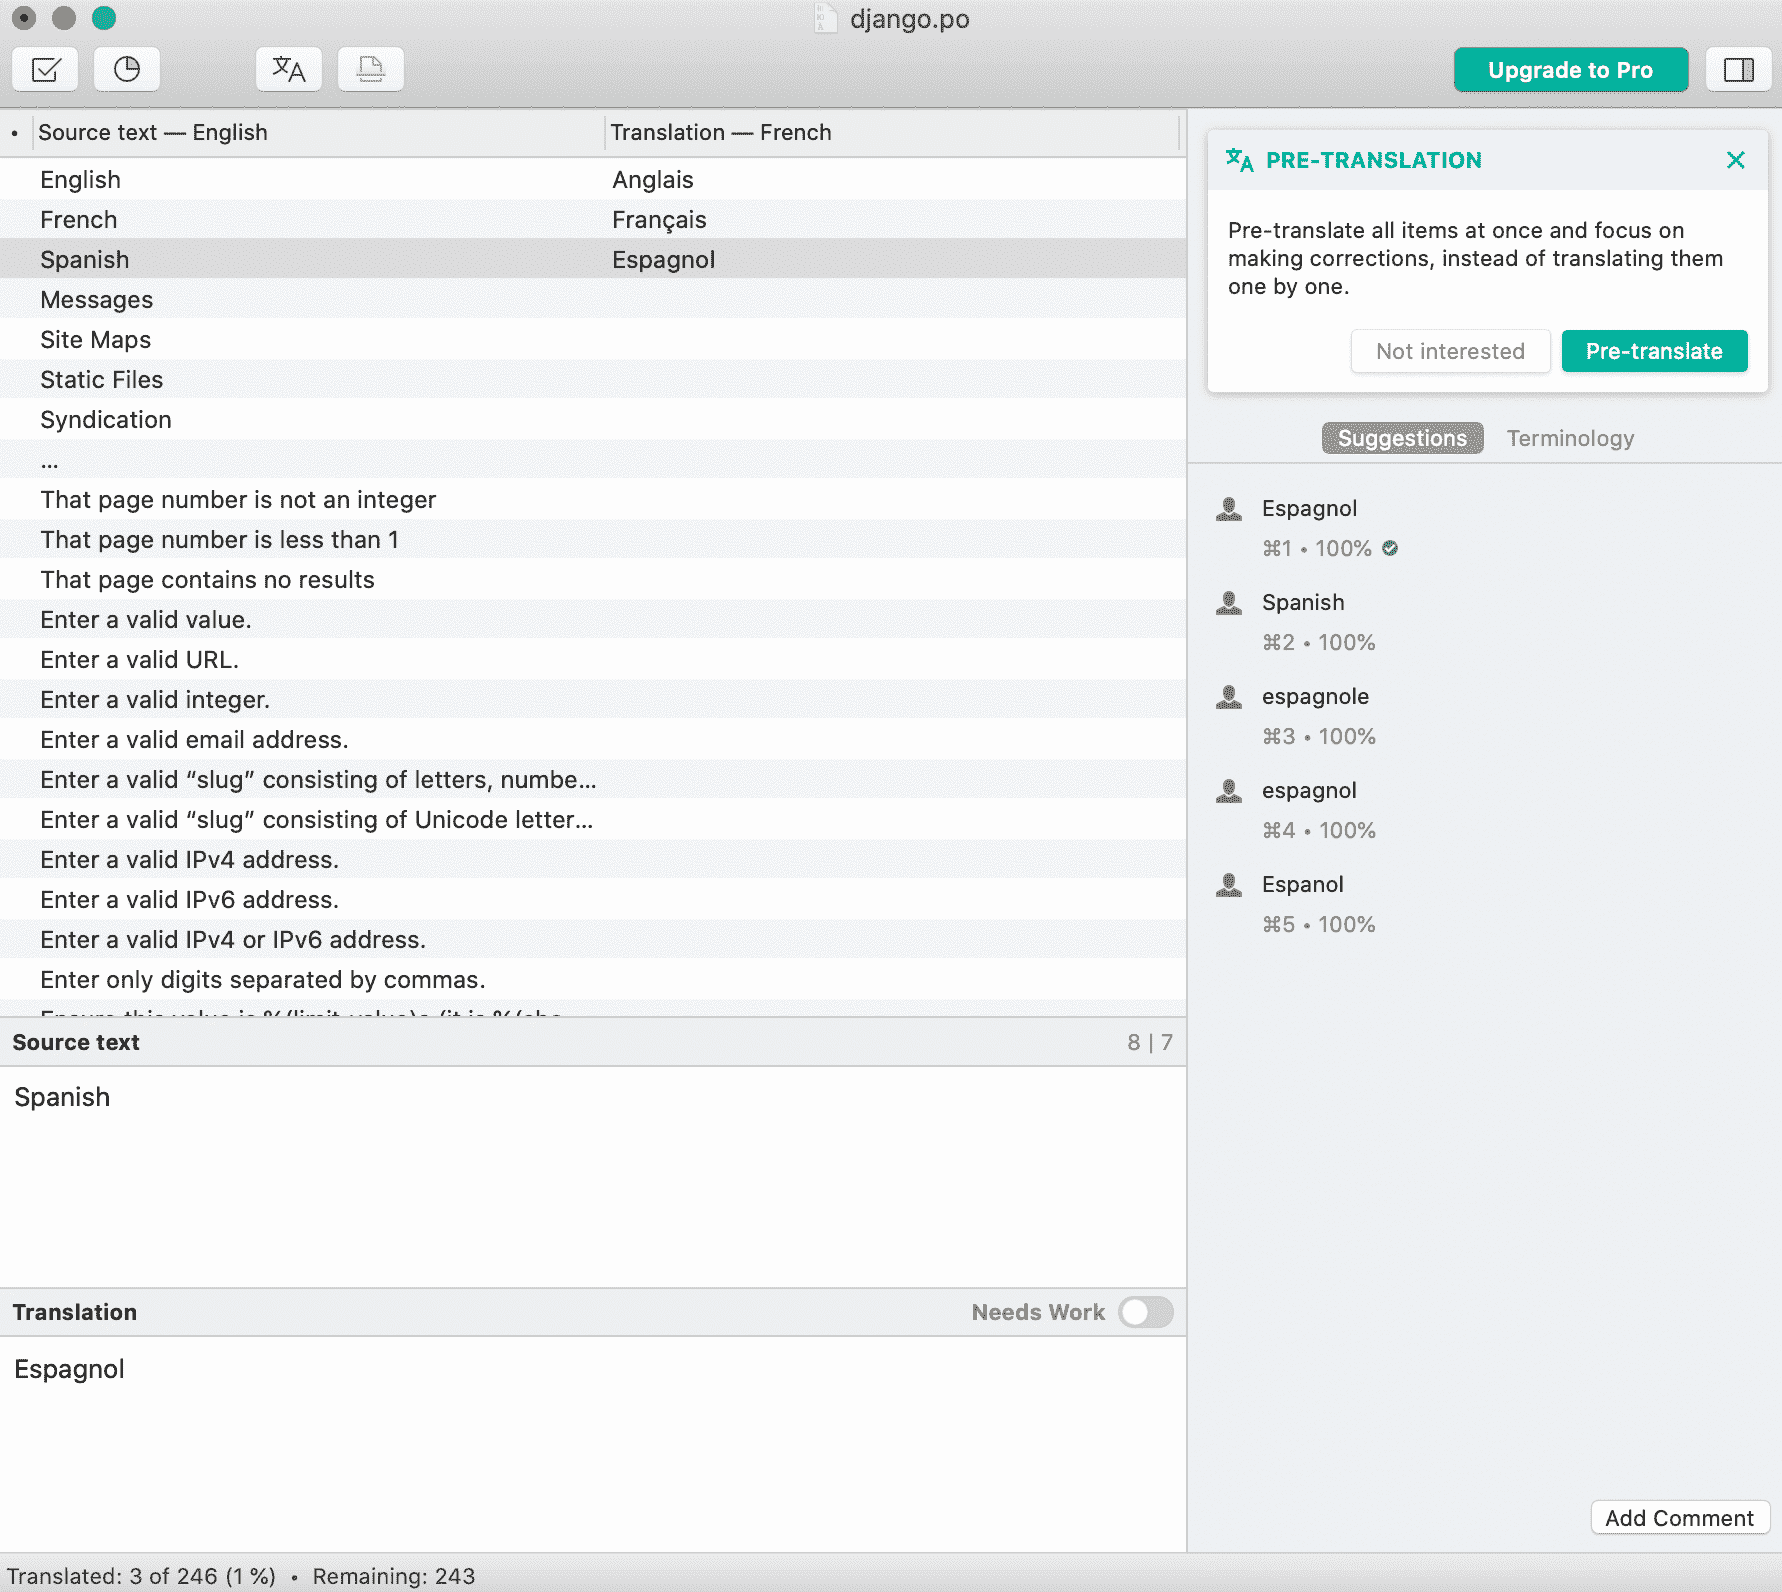 django.po
Upgrade to Pro
• Source text — English Translation — French
English Anglais
French Français
Spanish Espagnol
Messages
Site Maps
Static Files
Syndication
...
That page number is not an integer
That page number is less than 1
That page contains no results
Enter a valid value.
Enter a valid URL.
Enter a valid integer.
Enter a valid email address.
Enter a valid “slug” consisting of letters, numbe...
Enter a valid “slug” consisting of Unicode letter...
Enter a valid IPv4 address.
Enter a valid IPv6 address.
Enter a valid IPv4 or IPv6 address.
Enter only digits separated by commas.
Source text 8 | 7
Spanish
Translation Needs Work
Espagnol
Translated: 3 of 246 (1 %) • Remaining: 243
PRE-TRANSLATION
Pre-translate all items at once and focus on
making corrections, instead of translating them
one by one.
Not interested Pre-translate
Suggestions Terminology
Espagnol
⌘1 • 100%
Spanish
⌘2 • 100%
espagnole
⌘3 • 100%
espagnol
⌘4 • 100%
Espanol
⌘5 • 100%
Add Comment